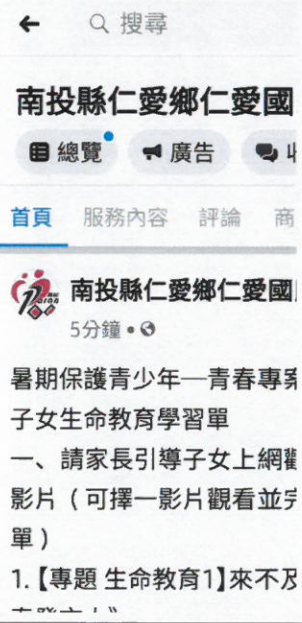 搜尋
南投縣仁愛鄉仁愛國
總覽 廣告
首頁 服務內容 評論 商
南投縣仁愛鄉仁愛國
5分鐘
暑期保護青少年—青春專案
子女生命教育學習單
一、請家長引導子女上網觀
影片（可擇一影片觀看並完
單）
1.【專題 生命教育1】來不及